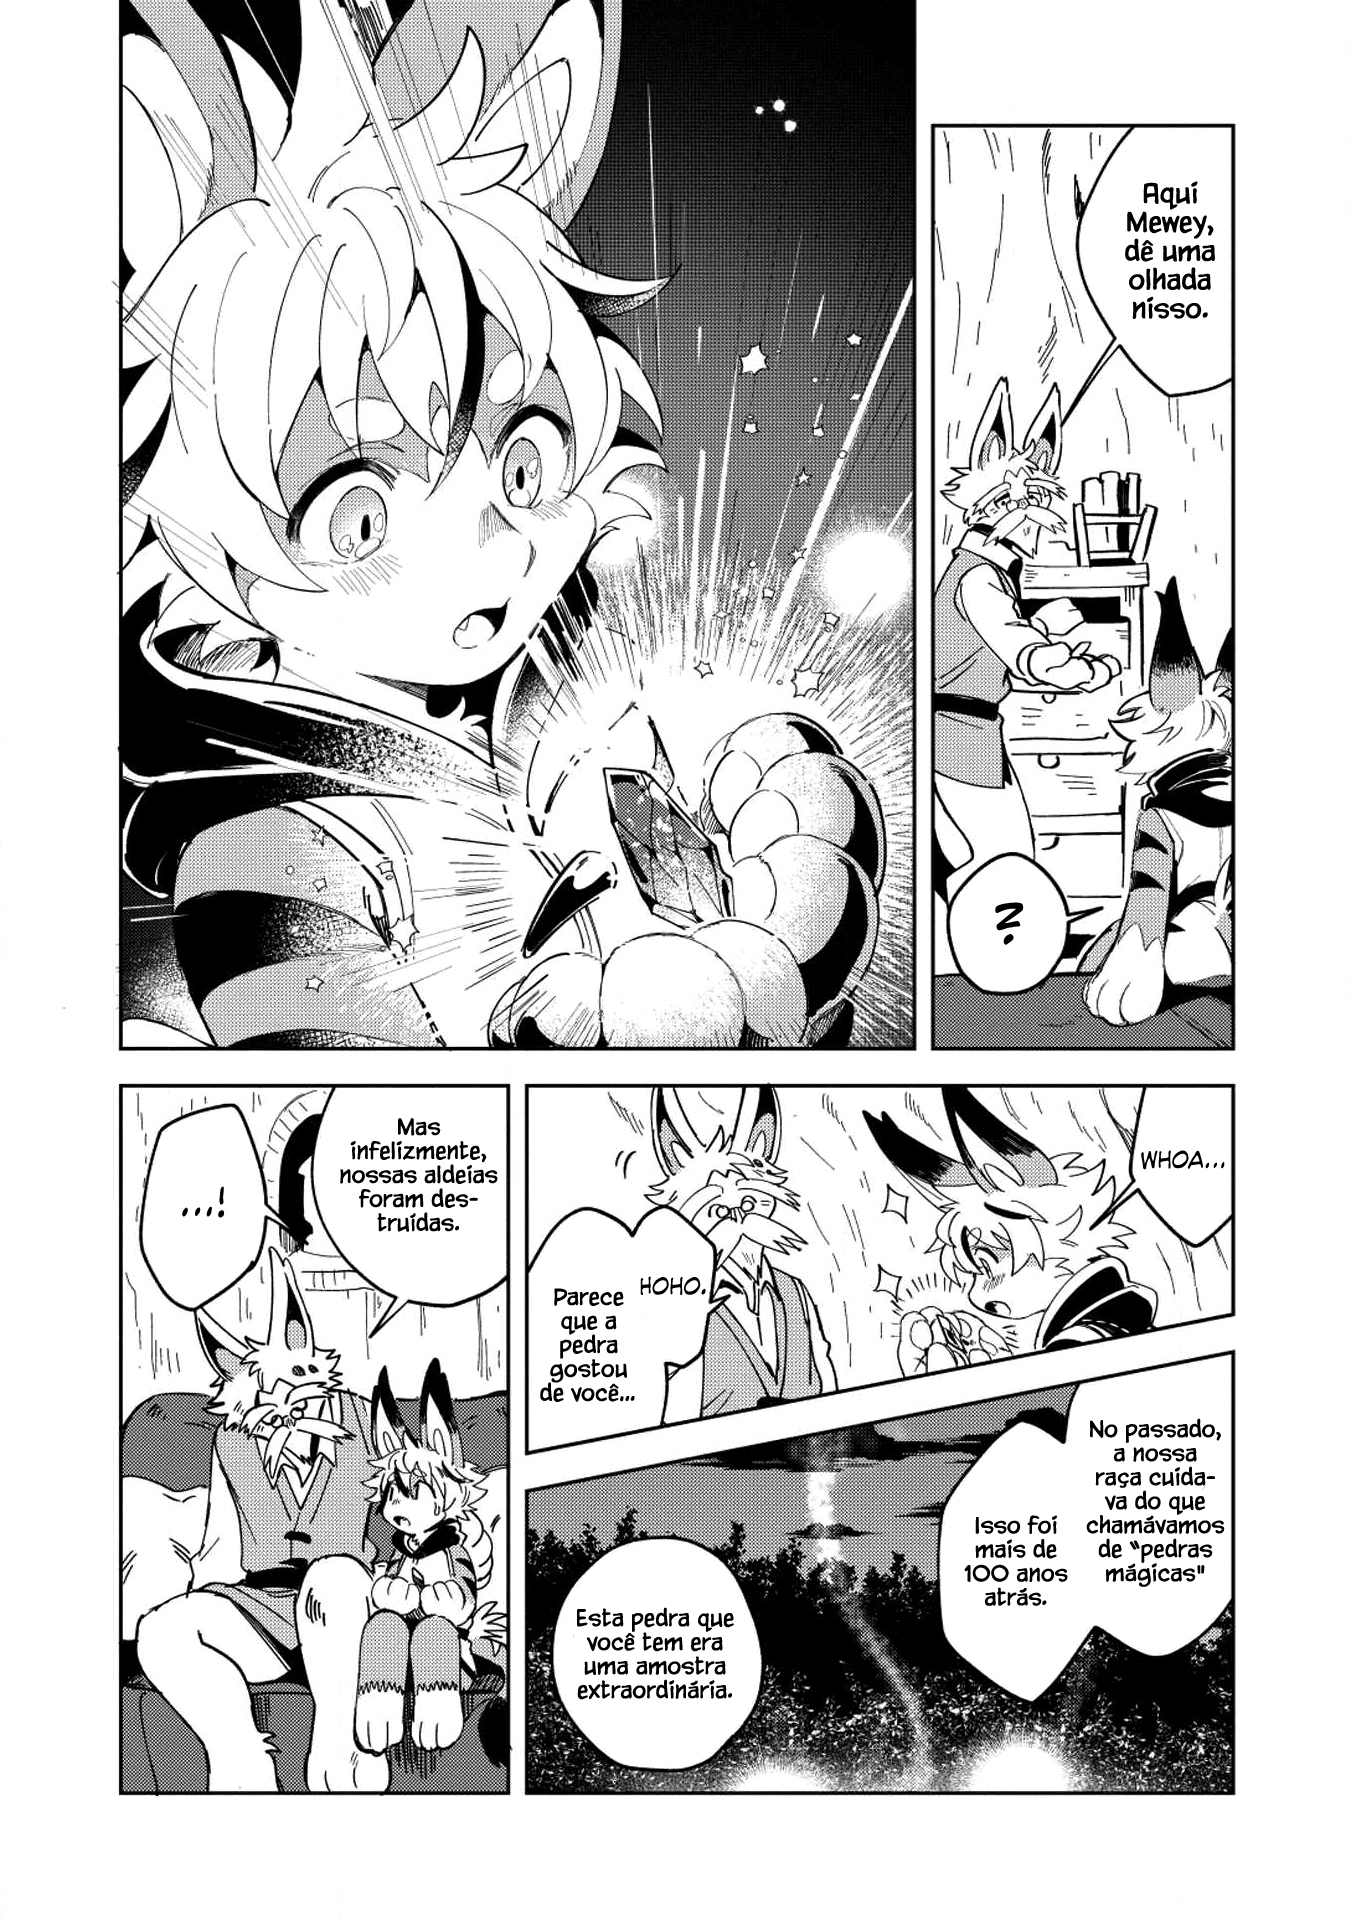 Aqui
Mewey,
dê uma
olhada
nisso.
?
WHOA...
HOHO.
Parece
que a
pedra
gostou
de você...
No passado,
a nossa
raça cuida-
va do que
chamávamos
de "pedras
mágicas"
Isso foi
mais de
100 anos
atrás.
Esta pedra que
você tem era
uma amostra
extraordinária.
Mas
infelizmente,
nossas aldeias
foram des-
truídas.
...!